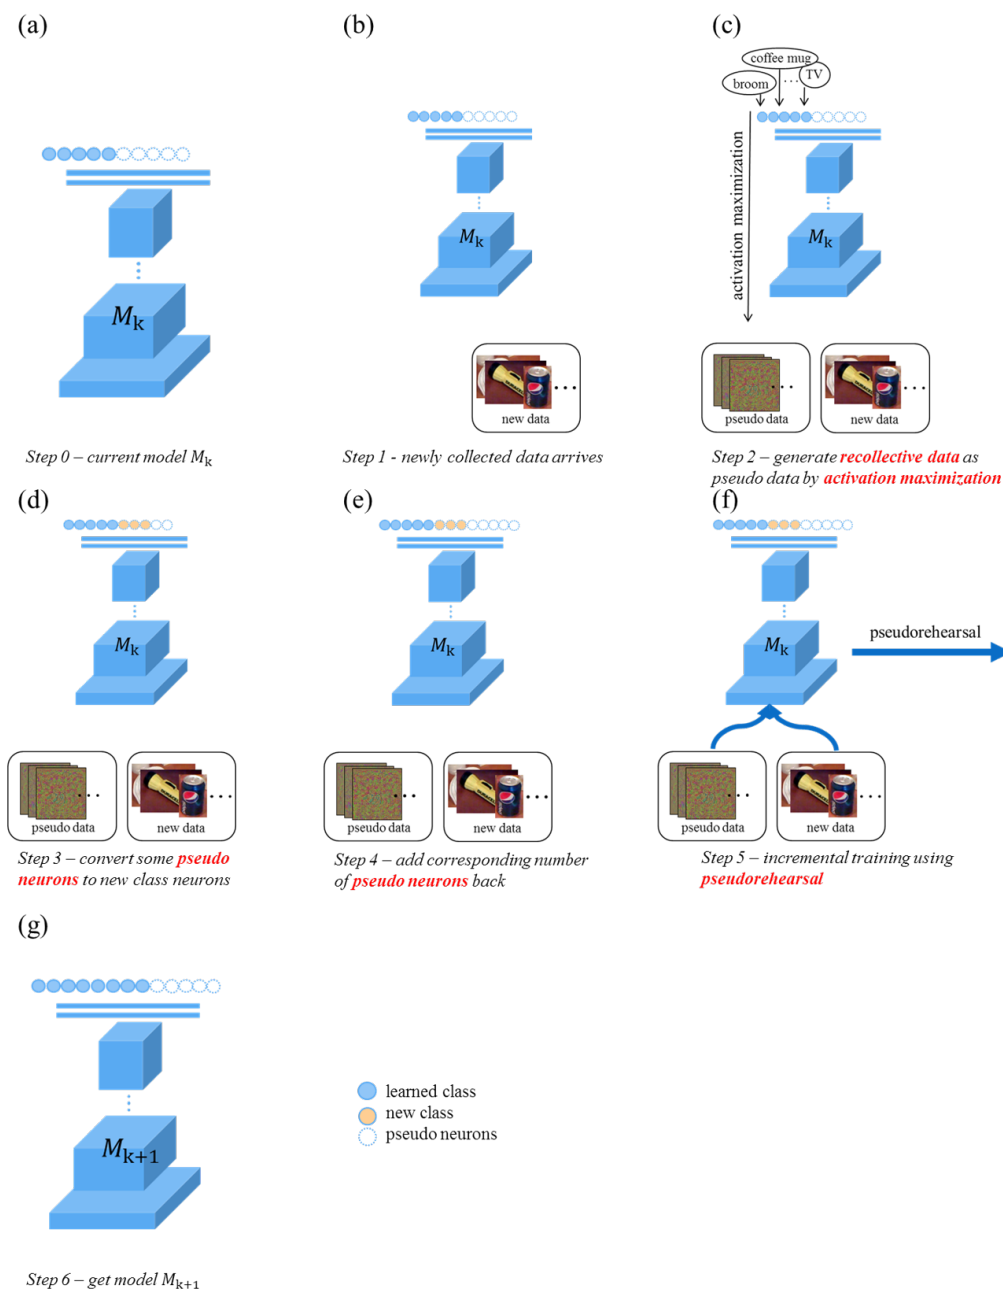 (a)
(b)
(c)
coffee mug
broom
...
TV
activation maximization
M_k
M_k
M_k
...
new data
...
pseudo data
...
new data
Step 0 – current model M_k
Step 1 - newly collected data arrives
Step 2 – generate recollective data as
pseudo data by activation maximization
(d)
(e)
(f)
M_k
M_k
M_k
pseudorehearsal
...
pseudo data
...
new data
...
pseudo data
...
new data
...
pseudo data
...
new data
Step 3 – convert some pseudo
neurons to new class neurons
Step 4 – add corresponding number
of pseudo neurons back
Step 5 – incremental training using
pseudorehearsal
(g)
M_k+1
learned class
new class
pseudo neurons
Step 6 – get model M_k+1